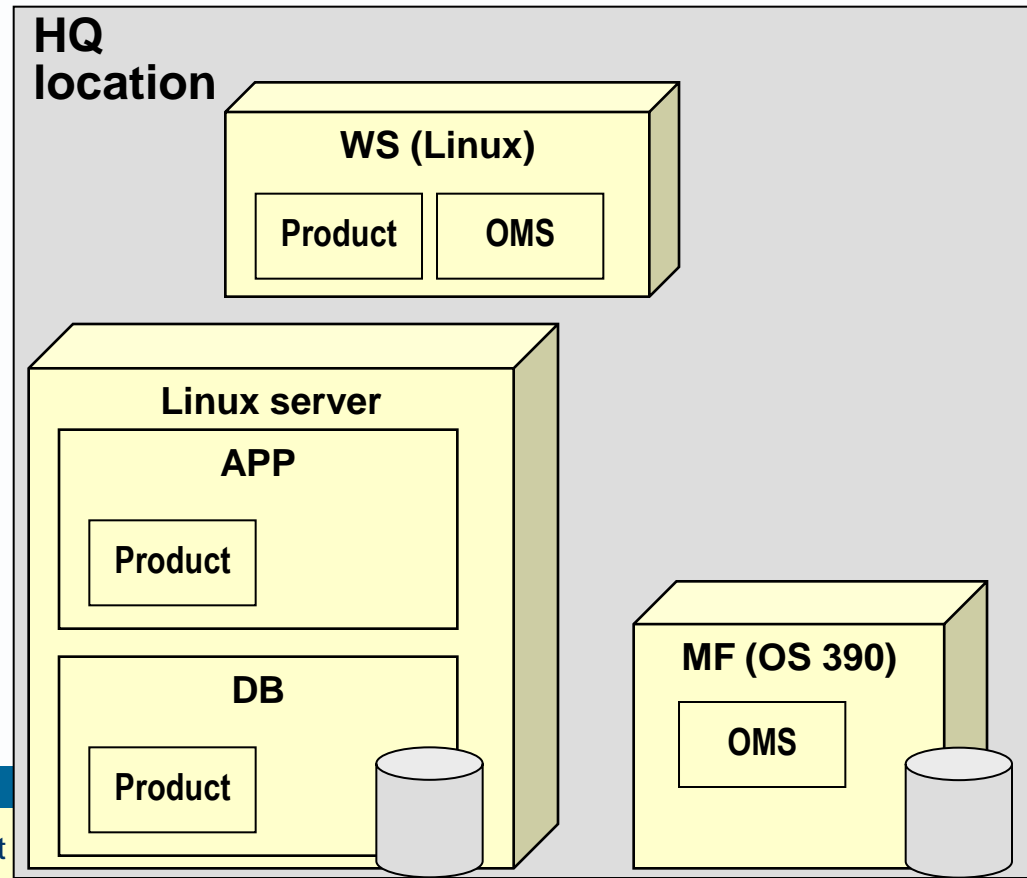 HQ
location
WS (Linux)
Product
OMS
Linux server
APP
Product
DB
Product
MF (OS 390)
OMS
t